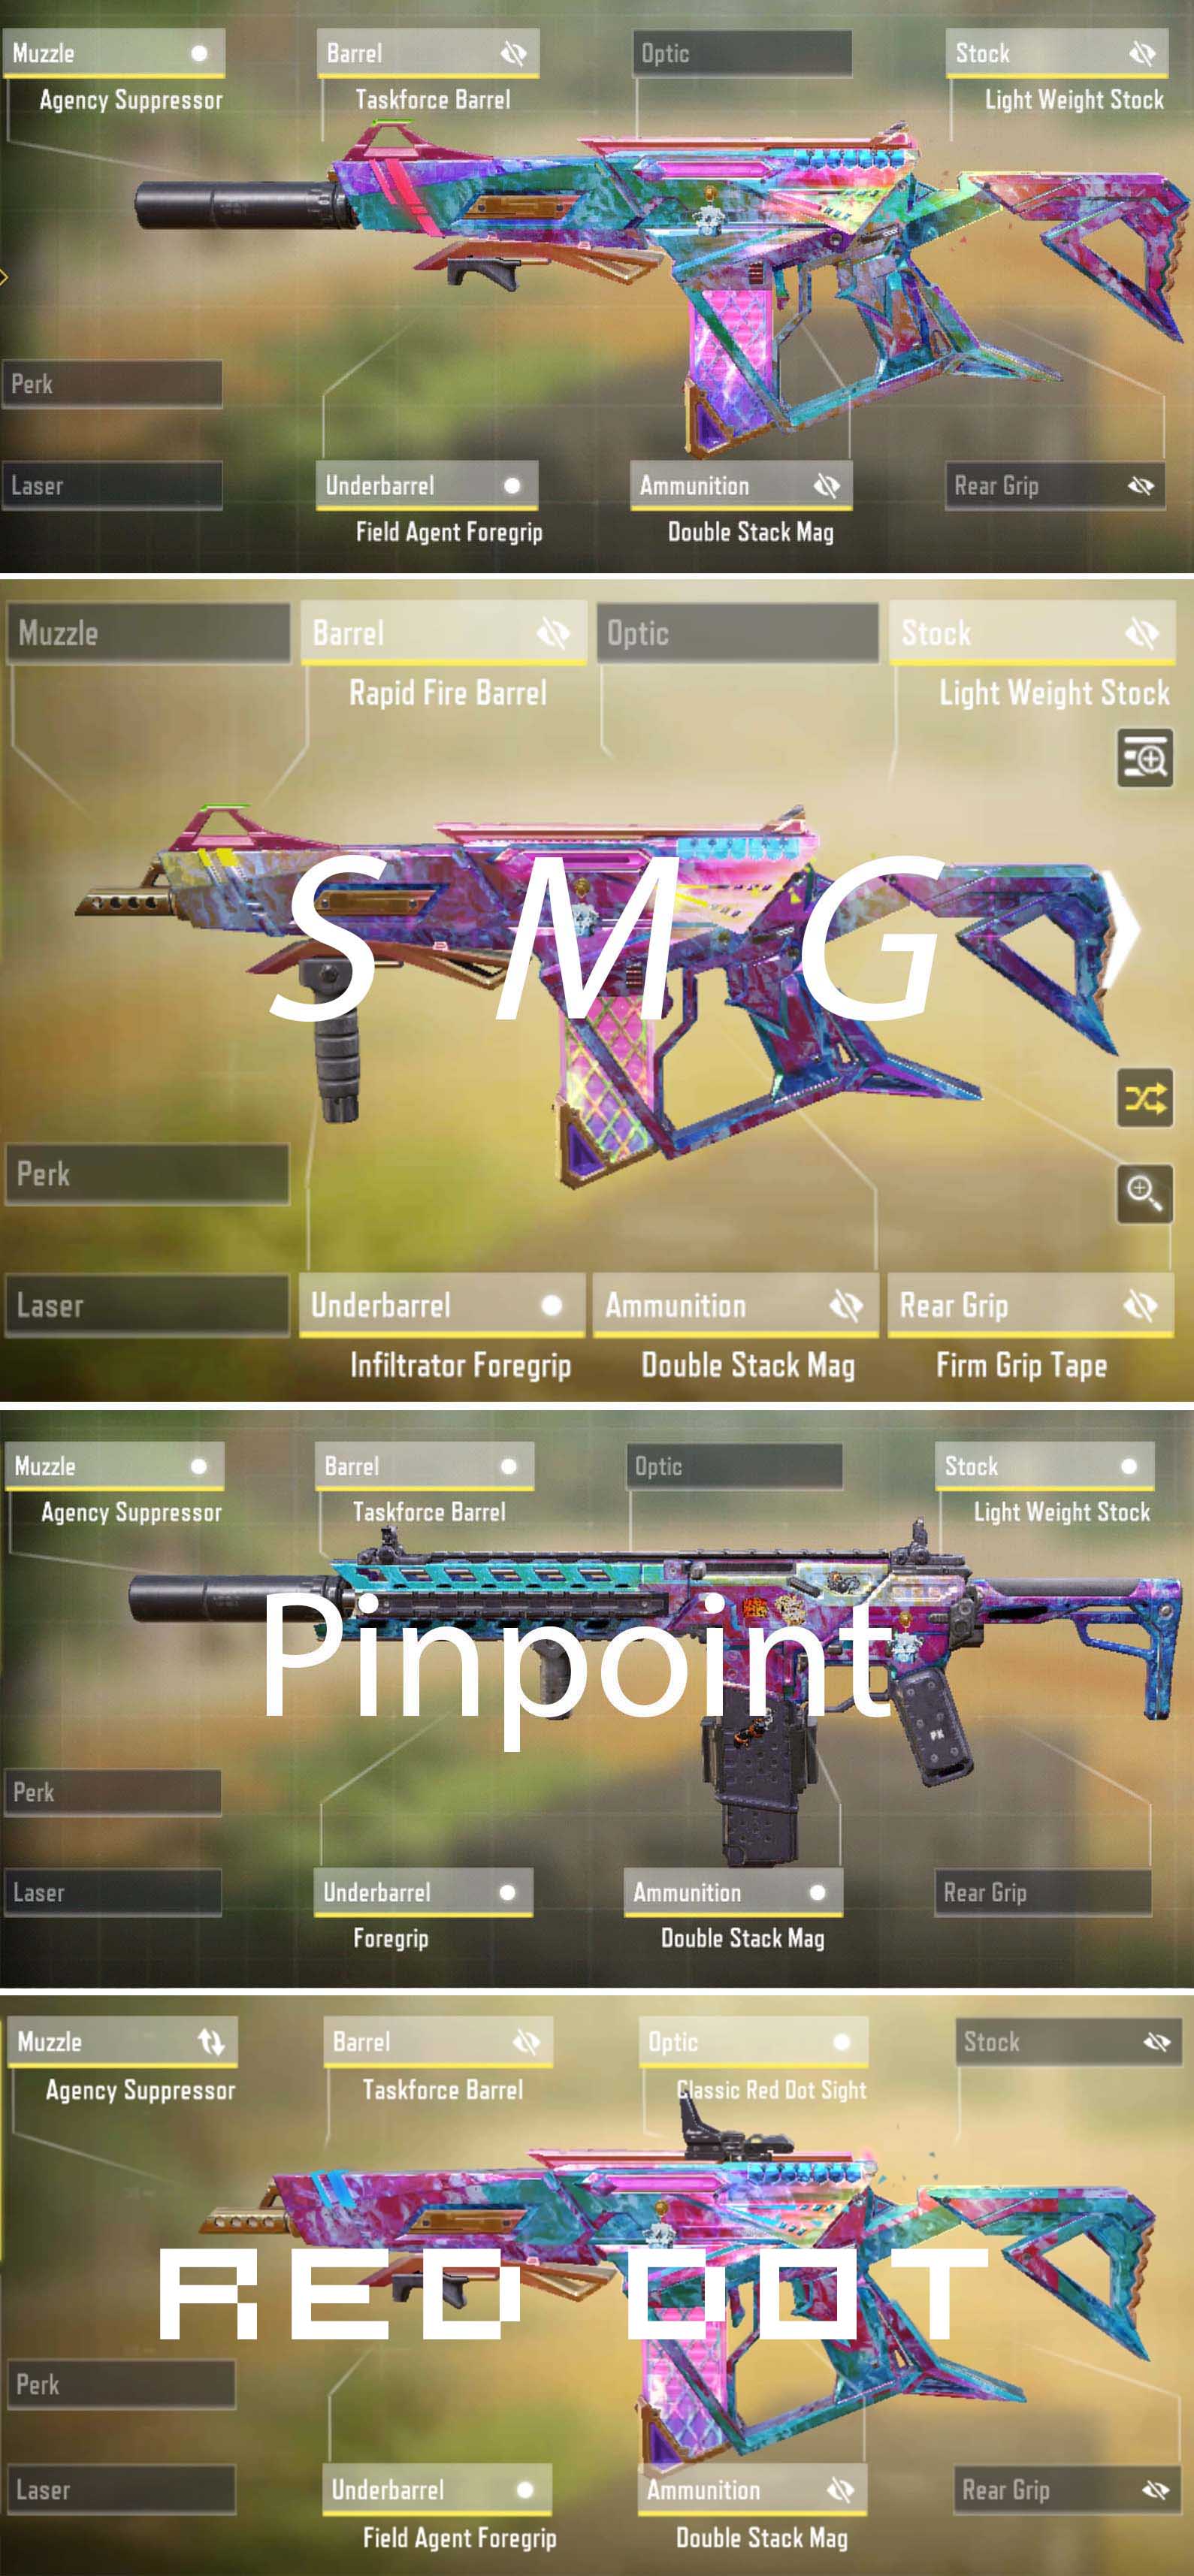 Muzzle Barrel Optic Stock
Agency Suppressor Taskforce Barrel Light Weight Stock
Perk
Laser Underbarrel Ammunition Rear Grip
Field Agent Foregrip Double Stack Mag
Muzzle Barrel Optic Stock
Rapid Fire Barrel Light Weight Stock
S M G
Perk
Laser Underbarrel Ammunition Rear Grip
Infiltrator Foregrip Double Stack Mag Firm Grip Tape
Muzzle Barrel Optic Stock
Agency Suppressor Taskforce Barrel Light Weight Stock
Pinpoint
PK
Perk
Laser Underbarrel Ammunition Rear Grip
Foregrip Double Stack Mag
Muzzle Barrel Optic Stock
Agency Suppressor Taskforce Barrel Classic Red Dot Sight
RED DOT
Perk
Laser Underbarrel Ammunition Rear Grip
Field Agent Foregrip Double Stack Mag